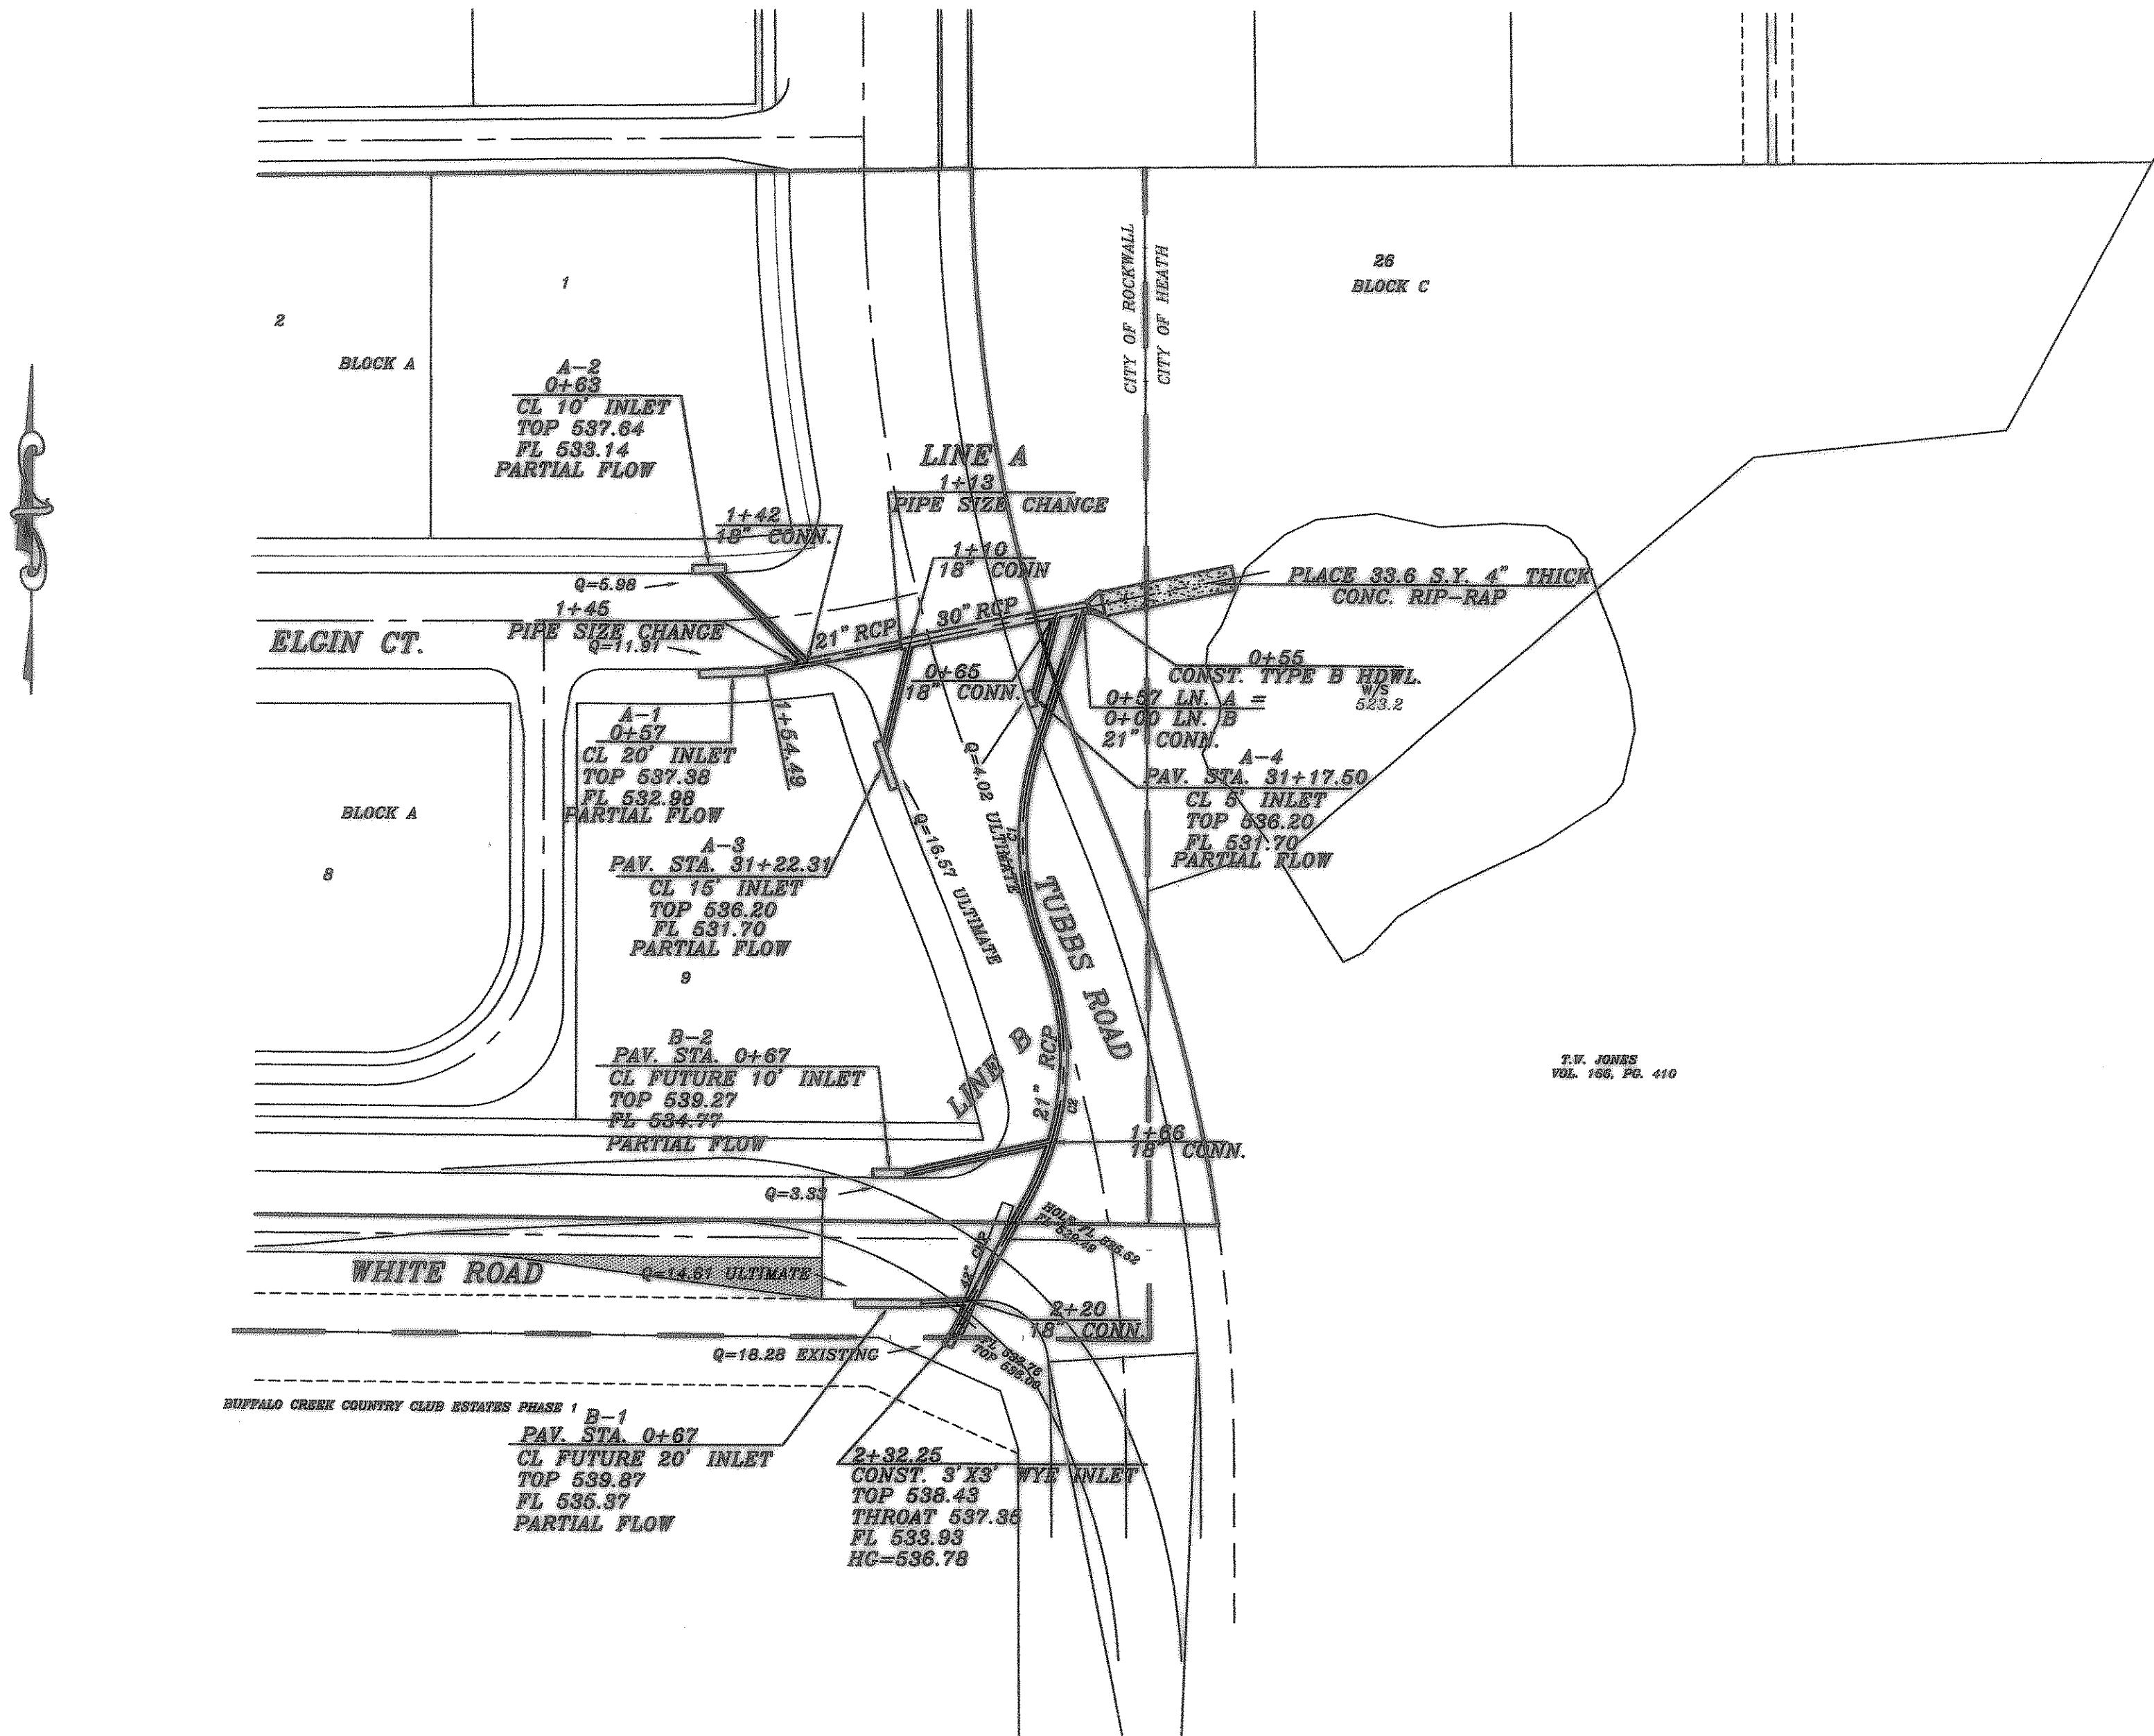 CITY OF ROCKWALL
CITY OF HEATH
26
BLOCK C
1
2
BLOCK A
A-2
0+63
CL 10' INLET
TOP 537.64
FL 533.14
PARTIAL FLOW
LINE A
1+13
PIPE SIZE CHANGE
1+42
18" CONN.
1+10
18" CONN
Q=5.98
PLACE 33.6 S.Y. 4" THICK
CONC. RIP-RAP
1+45
PIPE SIZE CHANGE
Q=11.91
ELGIN CT.
21" RCP
30" RCP
0+65
18" CONN.
0+55
CONST. TYPE B HDWL.
W/S
523.2
0+57 LN. A =
0+00 LN. B
21" CONN.
A-1
0+57
CL 20' INLET
TOP 537.38
FL 532.98
PARTIAL FLOW
1+54.49
Q=4.02 ULTIMATE
A-4
PAV. STA. 31+17.50
CL 5' INLET
TOP 536.20
FL 531.70
PARTIAL FLOW
BLOCK A
8
Q=16.57 ULTIMATE
A-3
PAV. STA. 31+22.31
CL 15' INLET
TOP 536.20
FL 531.70
PARTIAL FLOW
9
TUBBS ROAD
B-2
PAV. STA. 0+67
CL FUTURE 10' INLET
TOP 539.27
FL 534.77
PARTIAL FLOW
LINE B
21" RCP
C2
T.W. JONES
VOL. 166, PG. 410
1+66
18" CONN.
Q=3.33
42" CMP
WHITE ROAD
Q=14.61 ULTIMATE
2+20
18" CONN.
Q=18.28 EXISTING
FL 532.76
BUFFALO CREEK COUNTRY CLUB ESTATES PHASE 1
B-1
PAV. STA. 0+67
CL FUTURE 20' INLET
TOP 539.87
FL 535.37
PARTIAL FLOW
2+32.25
CONST. 3'X3' WYE INLET
TOP 538.43
THROAT 537.35
FL 533.93
HG=536.78